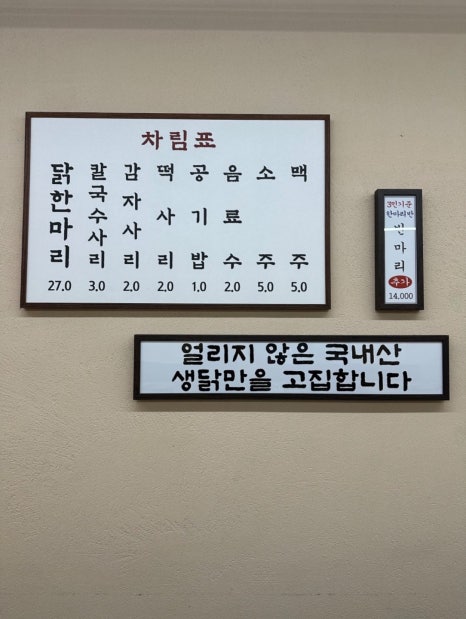 차림표
닭한마리 27.0
칼국수사리 3.0
감자사리 2.0
떡사리 2.0
공기밥 1.0
음료수 2.0
소주 5.0
맥주 5.0
3인기준
한마리반
반마리
추가
14,000
얼리지 않은 국내산
생닭만을 고집합니다